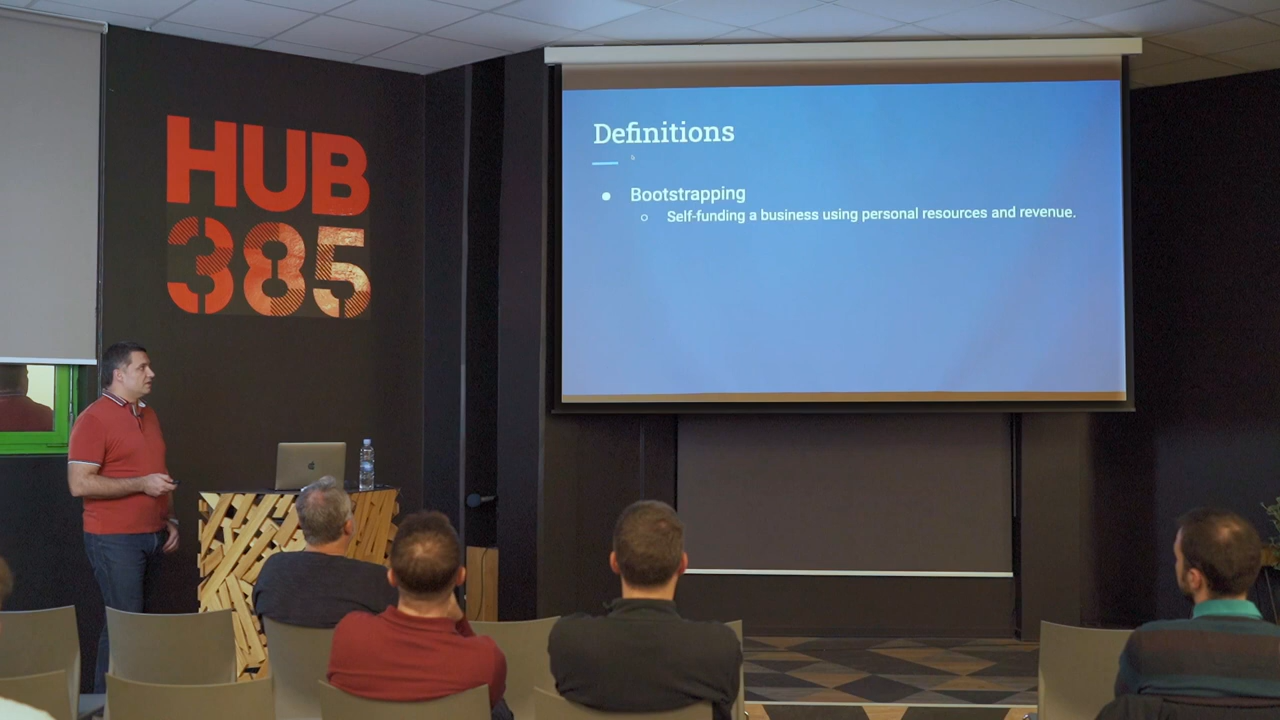 HUB
385
Definitions
Bootstrapping
Self-funding a business using personal resources and revenue.